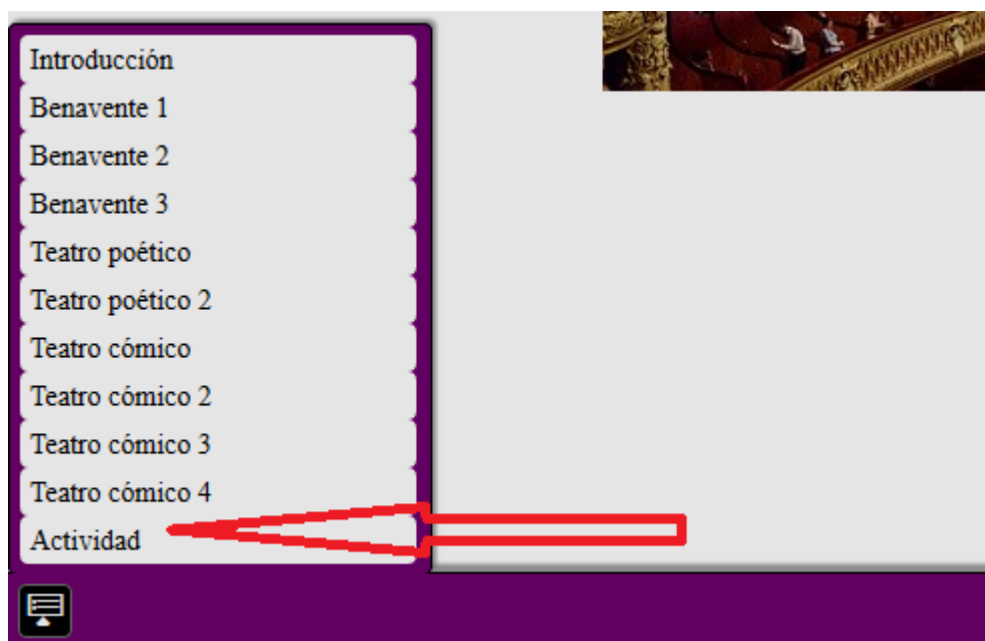 Introducción
Benavente 1
Benavente 2
Benavente 3
Teatro poético
Teatro poético 2
Teatro cómico
Teatro cómico 2
Teatro cómico 3
Teatro cómico 4
Actividad